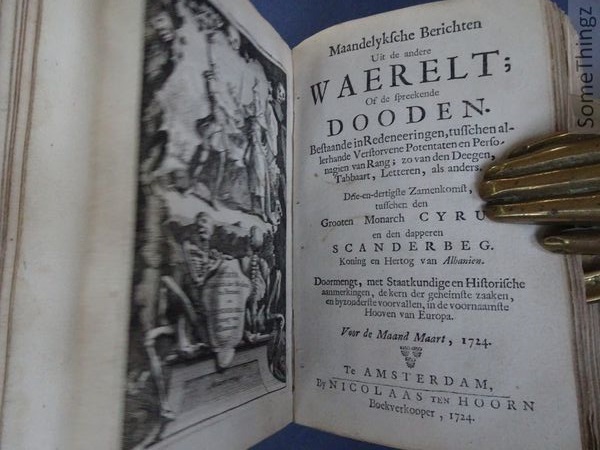 Maandelykſche Berichten
Uit de andere
WAERELT;
Of de ſpreekende
DOODEN.
Beſtaande in Redeneeringen, tuſſchen al-
lerhande Verſtorvene Potentaten en Perſo-
nagien van Rang; zo van den Deegen,
Tabbaart, Letteren, als anders.
Drie-en-dertigſte Zamenkomſt,
tuſſchen den
Grooten Monarch CYRU
en den dapperen
SCANDERBEG.
Koning en Hertog van Albanien.
Doormengt, met Staatkundige en Hiſtoriſche
aanmerkingen, de kern der geheimſte zaaken,
en byzonderſte voorvallen, in de voornaamſte
Hooven van Europa.
Voor de Maand Maart, 1724.
Te AMSTERDAM,
By NICOLAAS TEN HOORN
Boekverkooper, 1724.
SomeThingz